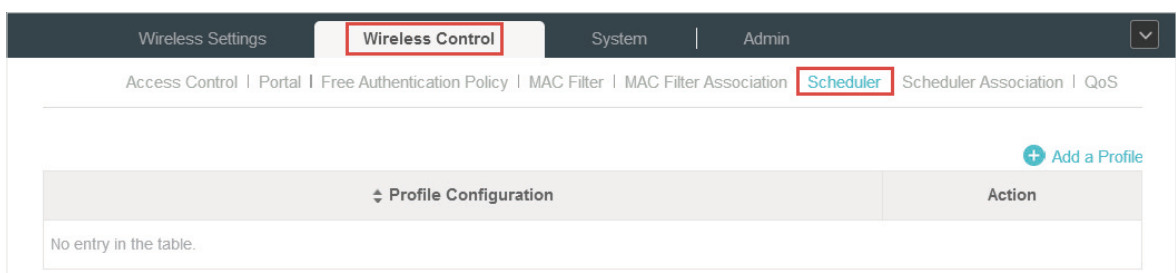 Wireless Settings Wireless Control System | Admin
Access Control | Portal | Free Authentication Policy | MAC Filter | MAC Filter Association Scheduler Scheduler Association | QoS
Add a Profile
Profile Configuration Action
No entry in the table.